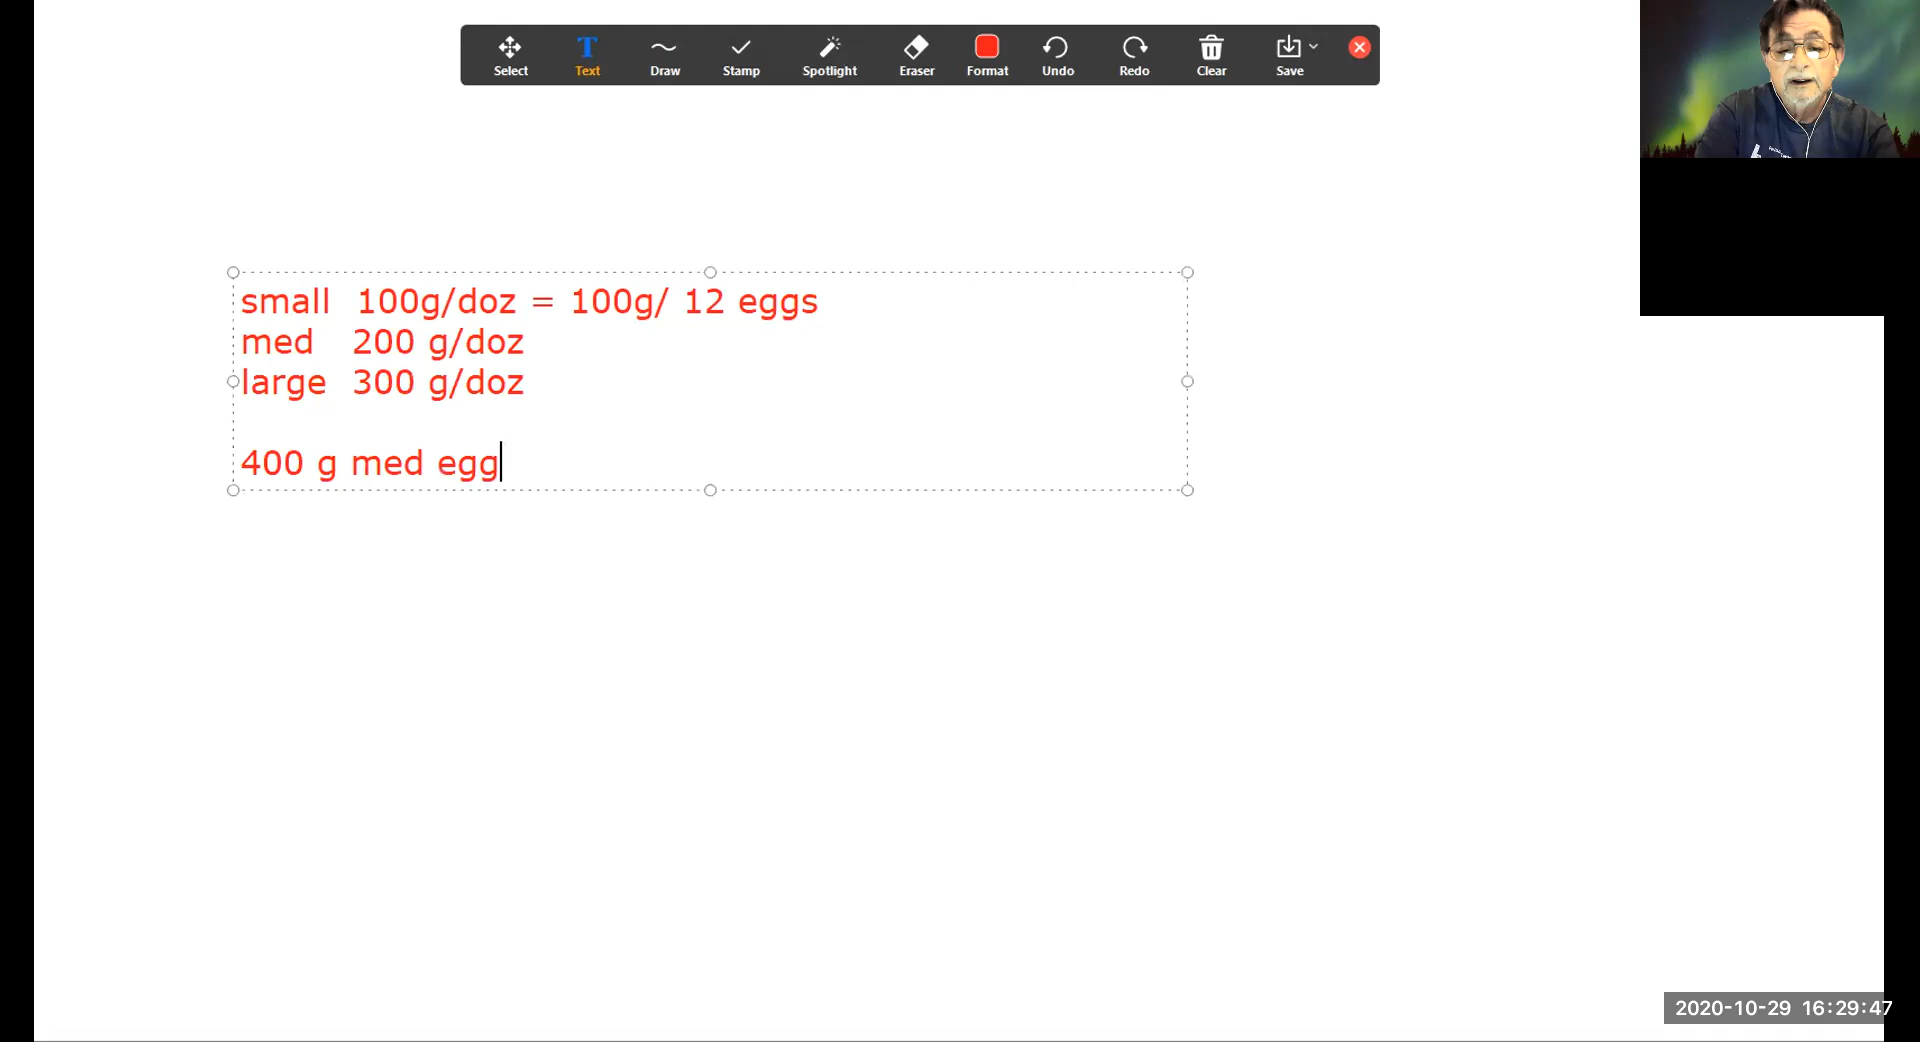 Select Text Draw Stamp Spotlight Eraser Format Undo Redo Clear Save
small 100g/doz = 100g/ 12 eggs
med 200 g/doz
large 300 g/doz
400 g med egg
2020-10-29 16:29:47